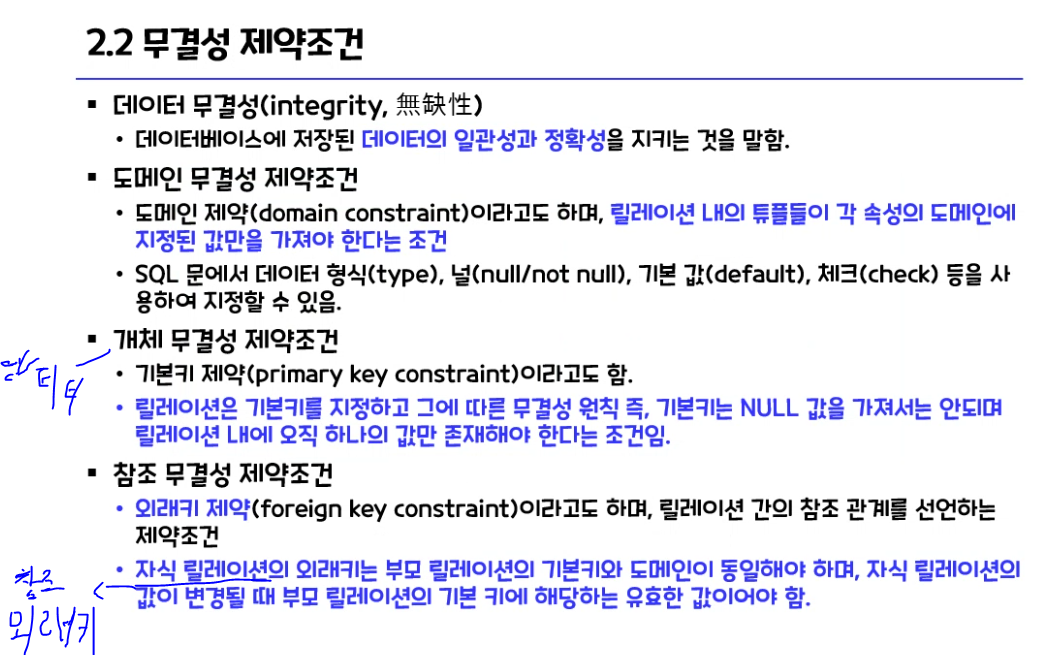 2.2 무결성 제약조건
▪ 데이터 무결성(integrity, 無缺性)
• 데이터베이스에 저장된 데이터의 일관성과 정확성을 지키는 것을 말함.
▪ 도메인 무결성 제약조건
• 도메인 제약(domain constraint)이라고도 하며, 릴레이션 내의 튜플들이 각 속성의 도메인에
지정된 값만을 가져야 한다는 조건
• SQL 문에서 데이터 형식(type), 널(null/not null), 기본 값(default), 체크(check) 등을 사
용하여 지정할 수 있음.
▪ 개체 무결성 제약조건
• 기본키 제약(primary key constraint)이라고도 함.
• 릴레이션은 기본키를 지정하고 그에 따른 무결성 원칙 즉, 기본키는 NULL 값을 가져서는 안되며
릴레이션 내에 오직 하나의 값만 존재해야 한다는 조건임.
▪ 참조 무결성 제약조건
• 외래키 제약(foreign key constraint)이라고도 하며, 릴레이션 간의 참조 관계를 선언하는
제약조건
• 자식 릴레이션의 외래키는 부모 릴레이션의 기본키와 도메인이 동일해야 하며, 자식 릴레이션의
값이 변경될 때 부모 릴레이션의 기본 키에 해당하는 유효한 값이어야 함.
참조
외래키